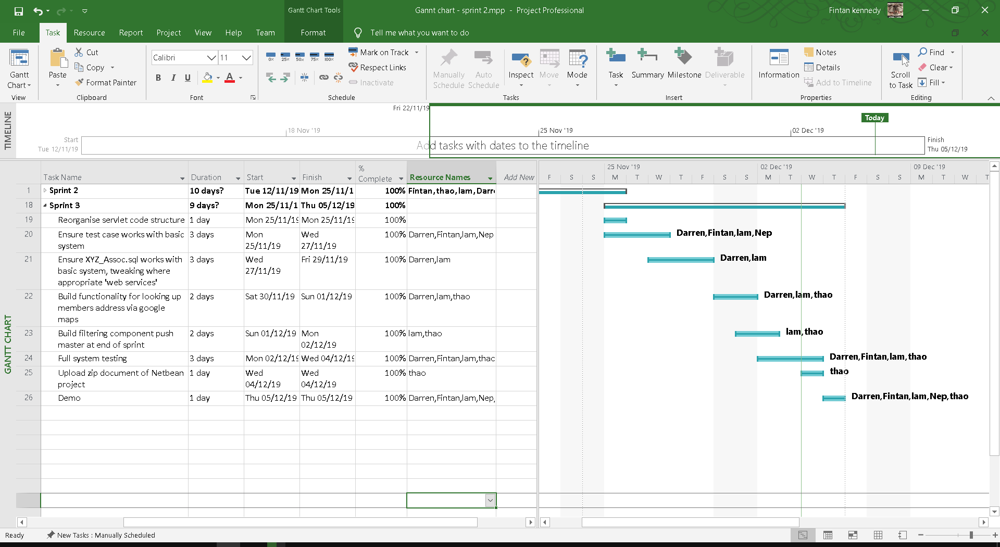 Gantt Chart Tools
Gannt chart - sprint 2.mpp - Project Professional
Fintan kennedy
File Task Resource Report Project View Help Team Format Tell me what you want to do
Gantt Chart
View
Paste
Cut
Copy
Format Painter
Clipboard
Calibri 11
B I U A
Font
0% 25% 50% 75% 100%
Mark on Track
Respect Links
Inactivate
Schedule
Manually Schedule
Auto Schedule
Inspect
Move
Mode
Tasks
Task
Summary
Milestone
Deliverable
Insert
Information
Notes
Details
Add to Timeline
Properties
Scroll to Task
Find
Clear
Fill
Editing
TIMELINE
Fri 22/11/19
Today
18 Nov '19 25 Nov '19 02 Dec '19
Start
Tue 12/11/19
Add tasks with dates to the timeline
Finish
Thu 05/12/19
GANTT CHART
Task Name Duration Start Finish % Complete Resource Names Add New
25 Nov '19 02 Dec '19 09 Dec '19
F S S M T W T F S S M T W T F S S M T W T
1 Sprint 2 10 days? Tue 12/11/19 Mon 25/11/1 100% Fintan,thao,lam,Darre
18 Sprint 3 9 days? Mon 25/11/1 Thu 05/12/19 100%
19 Reorganise servlet code structure 1 day Mon 25/11/19 Mon 25/11/19 100%
20 Ensure test case works with basic system 3 days Mon 25/11/19 Wed 27/11/19 100% Darren,Fintan,lam,Nep
Darren,Fintan,lam,Nep
21 Ensure XYZ_Assoc.sql works with basic system, tweaking where appropriate 'web services' 3 days Wed 27/11/19 Fri 29/11/19 100% Darren,lam
Darren,lam
22 Build functionality for looking up members address via google maps 2 days Sat 30/11/19 Sun 01/12/19 100% Darren,lam,thao
Darren,lam,thao
23 Build filtering component push master at end of sprint 2 days Sun 01/12/19 Mon 02/12/19 100% lam,thao
lam,thao
24 Full system testing 3 days Mon 02/12/19 Wed 04/12/19 100% Darren,Fintan,lam,thao
Darren,Fintan,lam,thao
25 Upload zip document of Netbean project 1 day Wed 04/12/19 Wed 04/12/19 100% thao
thao
26 Demo 1 day Thu 05/12/19 Thu 05/12/19 100% Darren,Fintan,lam,Nep,
Darren,Fintan,lam,Nep,thao
Ready New Tasks : Manually Scheduled